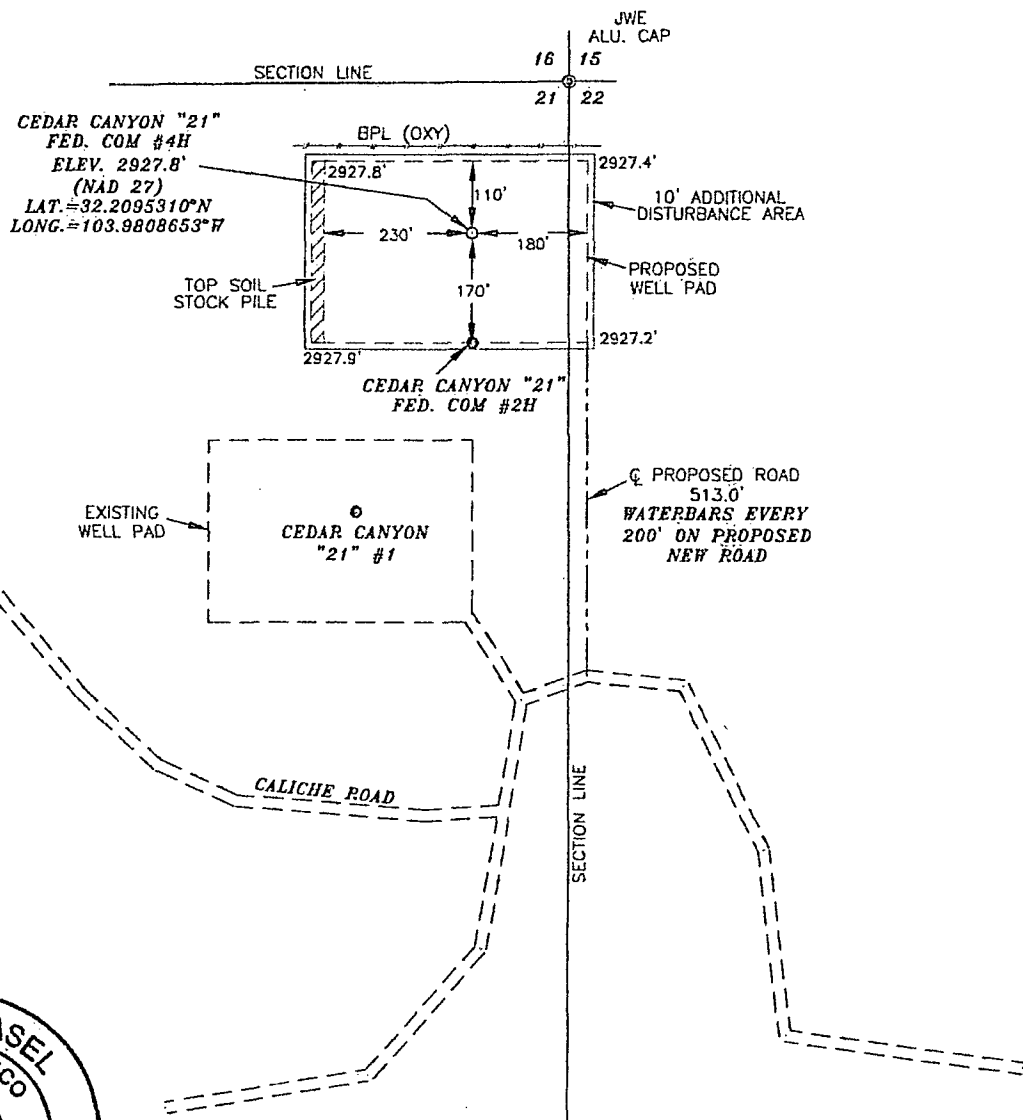 JWE
ALU. CAP
16 15
SECTION LINE
21 22
CEDAR CANYON "21"
FED. COM #4H
ELEV. 2927.8'
(NAD 27)
LAT.=32.2095310°N
LONG.=103.9808653°W
BPL (OXY)
2927.8'
2927.4'
110'
10' ADDITIONAL
DISTURBANCE AREA
230'
180'
TOP SOIL
STOCK PILE
170'
PROPOSED
WELL PAD
2927.9'
2927.2'
CEDAR CANYON "21"
FED. COM #2H
EXISTING
WELL PAD
CEDAR CANYON
"21" #1
℄ PROPOSED ROAD
513.0'
WATERBARS EVERY
200' ON PROPOSED
NEW ROAD
CALICHE ROAD
SECTION LINE
ASEL
CO